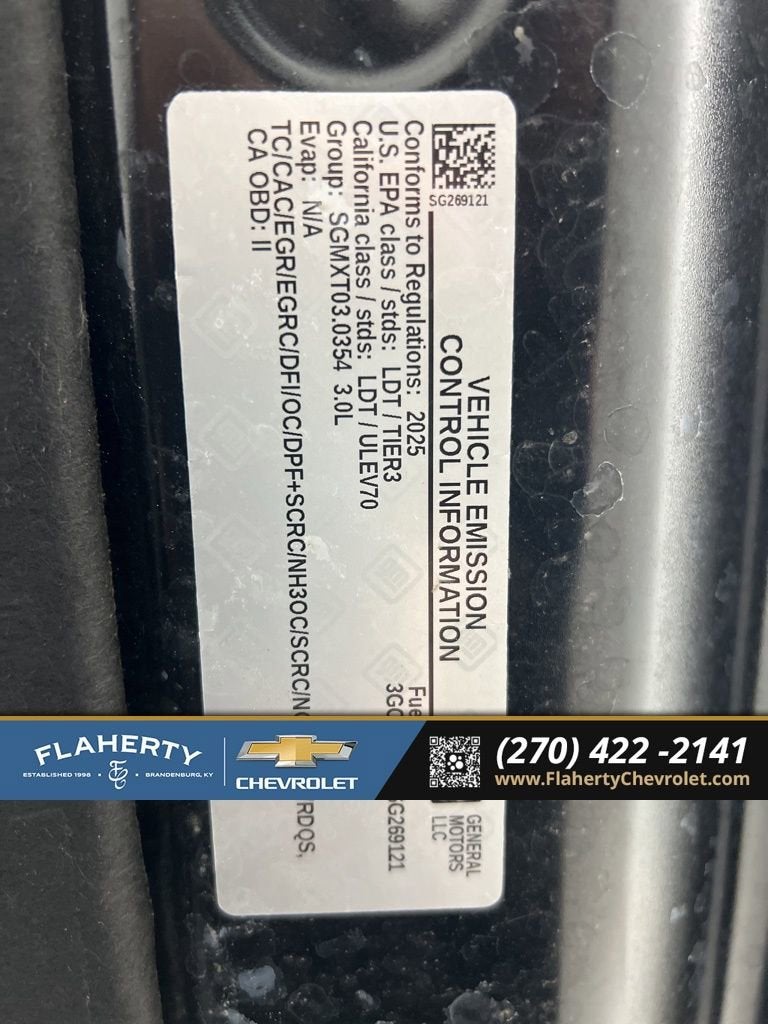 VEHICLE EMISSION
CONTROL INFORMATION
SG269121
GENERAL
MOTORS
LLC
Conforms to Regulations: 2025
U.S. EPA class / stds: LDT / TIER3
California class / stds: LDT / ULEV70
Group: SGMXT03.0354 3.0L
Evap: N/A
TC/CAC/EGR/EGRC/DFI/OC/DPF+SCRC/NH3OC/SCRC/
CA OBD: II
G269121
RDQS,
FLAHERTY
ESTABLISHED 1998 • BRANDENBURG, KY
CHEVROLET
(270) 422 -2141
www.FlahertyChevrolet.com